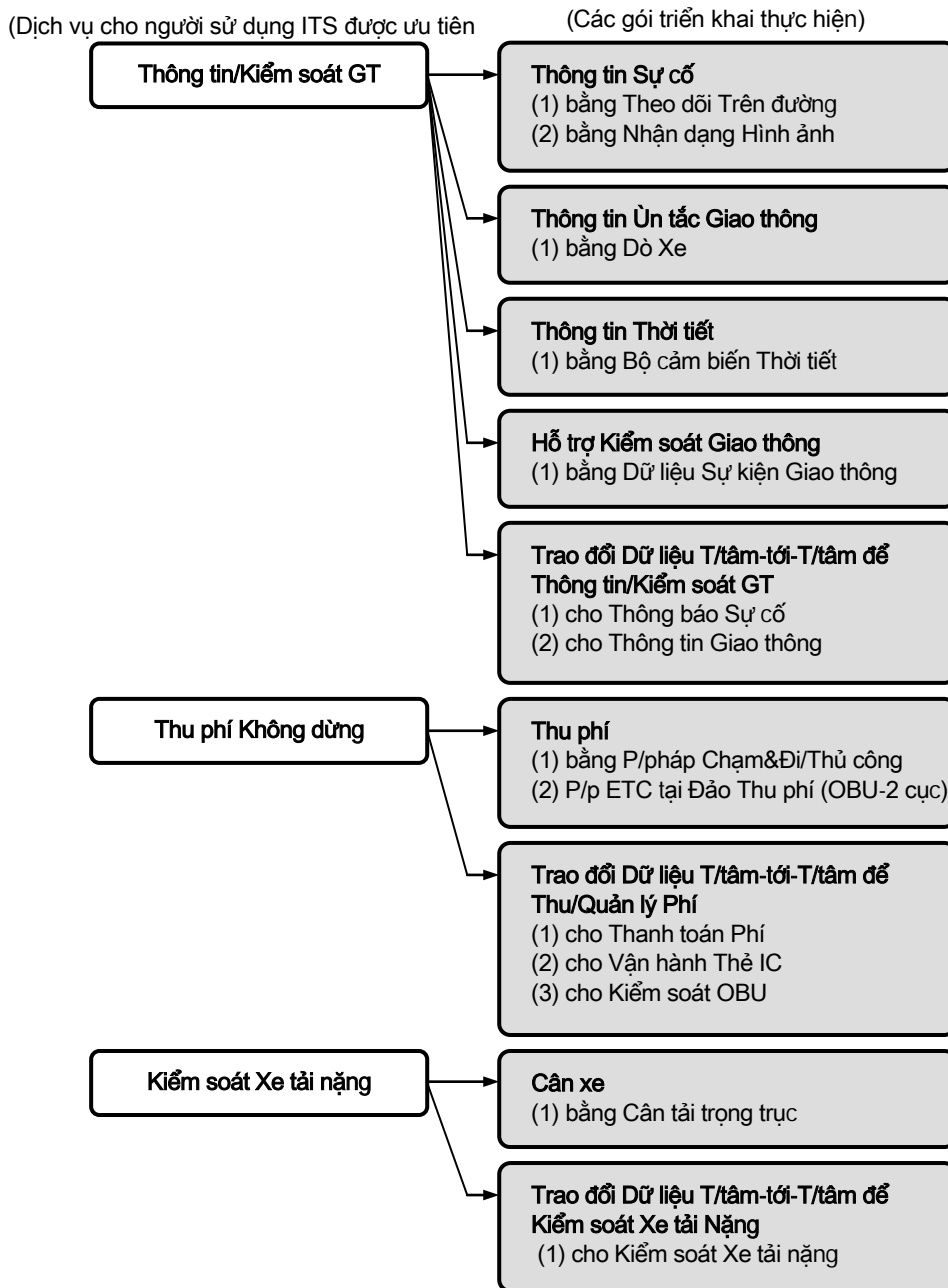 (Dịch vụ cho người sử dụng ITS được ưu tiên
(Các gói triển khai thực hiện)
Thông tin/Kiểm soát GT
Thông tin Sự cố
(1) bằng Theo dõi Trên đường
(2) bằng Nhận dạng Hình ảnh
Thông tin Ùn tắc Giao thông
(1) bằng Dò Xe
Thông tin Thời tiết
(1) bằng Bộ cảm biến Thời tiết
Hỗ trợ Kiểm soát Giao thông
(1) bằng Dữ liệu Sự kiện Giao thông
Trao đổi Dữ liệu T/tâm-tới-T/tâm để
Thông tin/Kiểm soát GT
(1) cho Thông báo Sự cố
(2) cho Thông tin Giao thông
Thu phí Không dừng
Thu phí
(1) bằng P/pháp Chạm&Đi/Thủ công
(2) P/p ETC tại Đảo Thu phí (OBU-2 cục)
Trao đổi Dữ liệu T/tâm-tới-T/tâm để
Thu/Quản lý Phí
(1) cho Thanh toán Phí
(2) cho Vận hành Thẻ IC
(3) cho Kiểm soát OBU
Kiểm soát Xe tải nặng
Cân xe
(1) bằng Cân tải trọng trục
Trao đổi Dữ liệu T/tâm-tới-T/tâm để
Kiểm soát Xe tải Nặng
(1) cho Kiểm soát Xe tải nặng